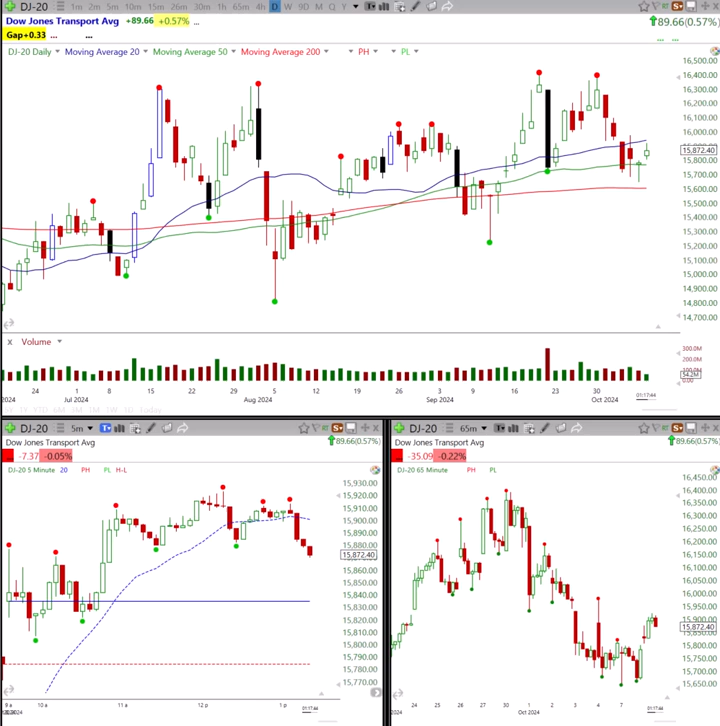 DJ-20 1m 2m 5m 10m 15m 26m 30m 1h 65m 4h D W 9D M Q Y
Dow Jones Transport Avg +89.66 +0.57% ...
89.66(0.57%)
Gap+0.33 ... ...
DJ-20 Daily Moving Average 20 Moving Average 50 Moving Average 200 PH PL
16,500.00
16,400.00
16,300.00
16,200.00
16,100.00
16,000.00
15,872.40
15,700.00
15,600.00
15,500.00
15,400.00
15,300.00
15,200.00
15,100.00
15,000.00
14,900.00
14,800.00
14,700.00
X Volume
300.0M
200.0M
100.0M
54.2M
0.00
2024 24 1 8 15 22 Aug 2024 12 19 26 Sep 2024 9 16 23 30 01:17:44
Jul 2024 Oct 2024
DJ-20 5m
Dow Jones Transport Avg 89.66(0.57%)
-7.37 -0.05%
DJ-20 5 Minute 20 PH PL H-L
15,930.00
15,920.00
15,910.00
15,900.00
15,890.00
15,880.00
15,872.40
15,860.00
15,850.00
15,840.00
15,830.00
15,820.00
15,810.00
15,800.00
15,790.00
15,780.00
15,770.00
9 a 10 a 11 a 12 p 1 p 01:17:44
DJ-20 65m
Dow Jones Transport Avg 89.66(0.57%)
-35.09 -0.22%
DJ-20 65 Minute PH PL
16,450.00
16,400.00
16,350.00
16,300.00
16,250.00
16,200.00
16,150.00
16,100.00
16,050.00
16,000.00
15,950.00
15,900.00
15,872.40
15,800.00
15,750.00
15,700.00
15,650.00
24 25 26 27 30 Oct 2024 2 3 4 7 01:17:44